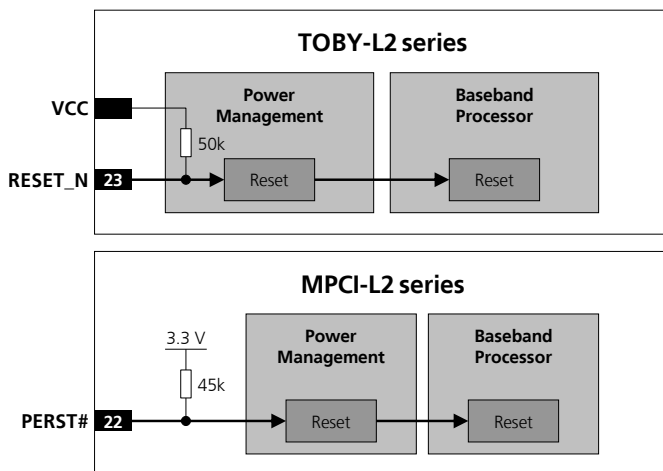 TOBY-L2 series
Power
Management
Baseband
Processor
VCC
50k
RESET_N 23
Reset
Reset
MPCI-L2 series
3.3 V
Power
Management
Baseband
Processor
45k
PERST# 22
Reset
Reset